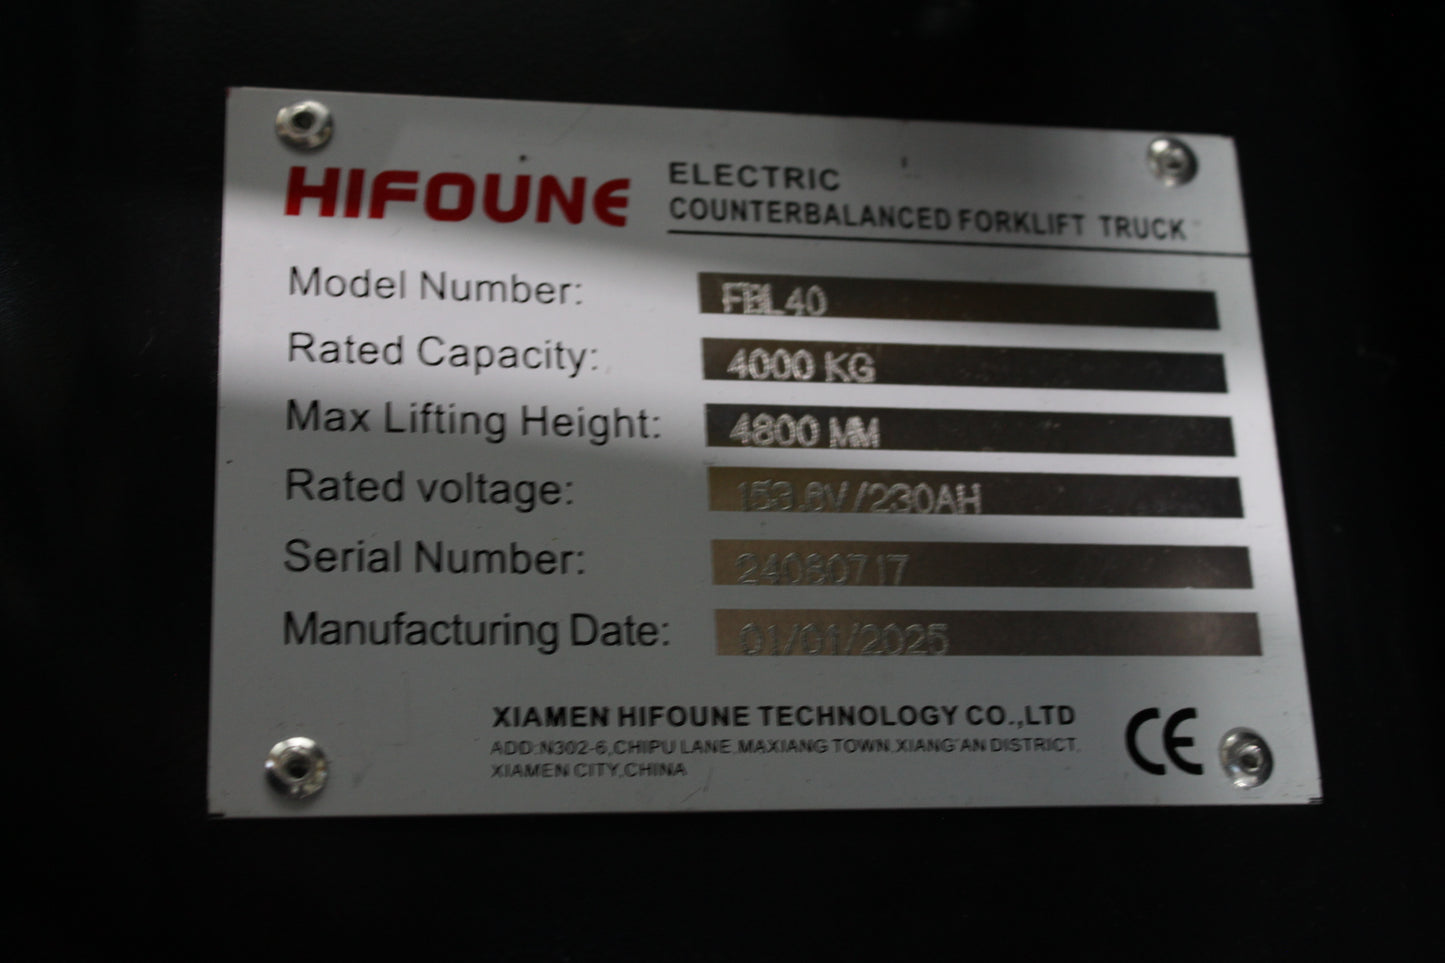 HIFOUNE
ELECTRIC
COUNTERBALANCED FORKLIFT TRUCK
Model Number: FBL40
Rated Capacity: 4000 KG
Max Lifting Height: 4800 MM
Rated voltage: 153.6V/230AH
Serial Number: 24080717
Manufacturing Date: 01/01/2025
XIAMEN HIFOUNE TECHNOLOGY CO.,LTD
ADD:N302-6,CHIPU LANE,MAXIANG TOWN,XIANG'AN DISTRICT,
XIAMEN CITY,CHINA
CE